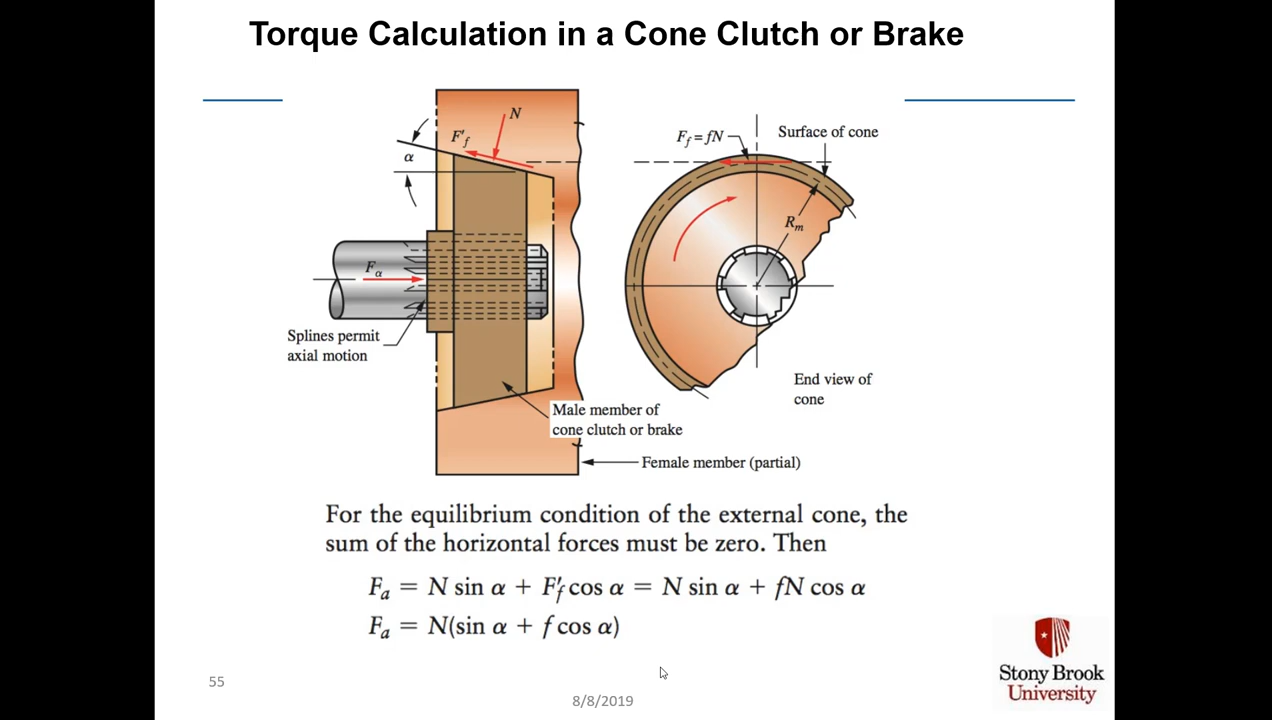 Torque Calculation in a Cone Clutch or Brake
N
F′f
α
Fα
Splines permit
axial motion
Ff = fN
Surface of cone
Rm
End view of
cone
Male member of
cone clutch or brake
Female member (partial)
For the equilibrium condition of the external cone, the
sum of the horizontal forces must be zero. Then
Fa = N sin α + F′f cos α = N sin α + fN cos α
Fa = N(sin α + f cos α)
55
8/8/2019
Stony Brook
University